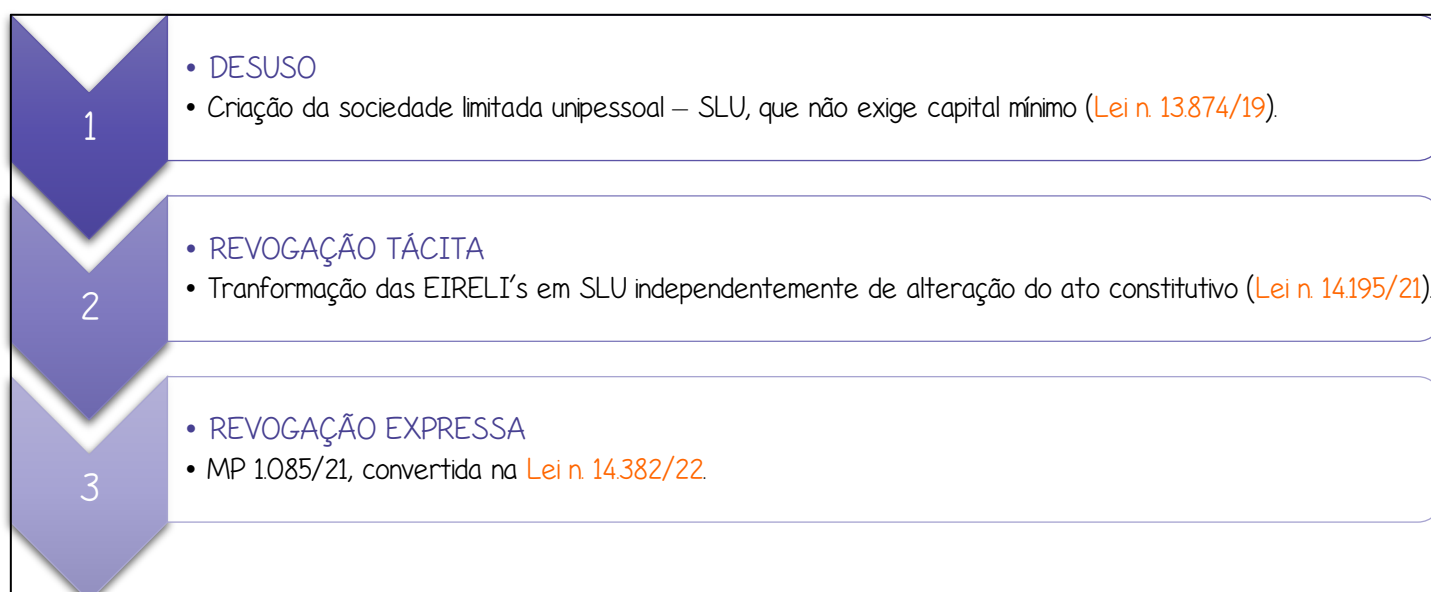 1
• DESUSO
• Criação da sociedade limitada unipessoal – SLU, que não exige capital mínimo (Lei n. 13.874/19).
2
• REVOGAÇÃO TÁCITA
• Tranformação das EIRELI's em SLU independentemente de alteração do ato constitutivo (Lei n. 14.195/21).
3
• REVOGAÇÃO EXPRESSA
• MP 1.085/21, convertida na Lei n. 14.382/22.